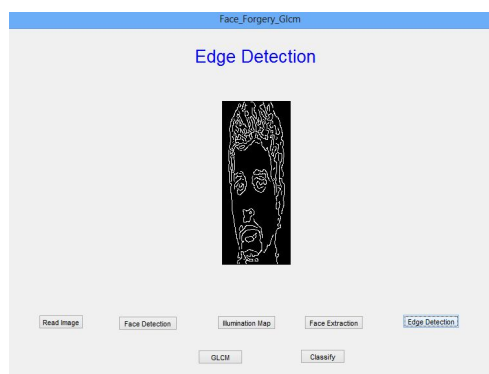 Face_Forgery_Glcm
Edge Detection
Read Image Face Detection Illumination Map Face Extraction Edge Detection
GLCM Classify